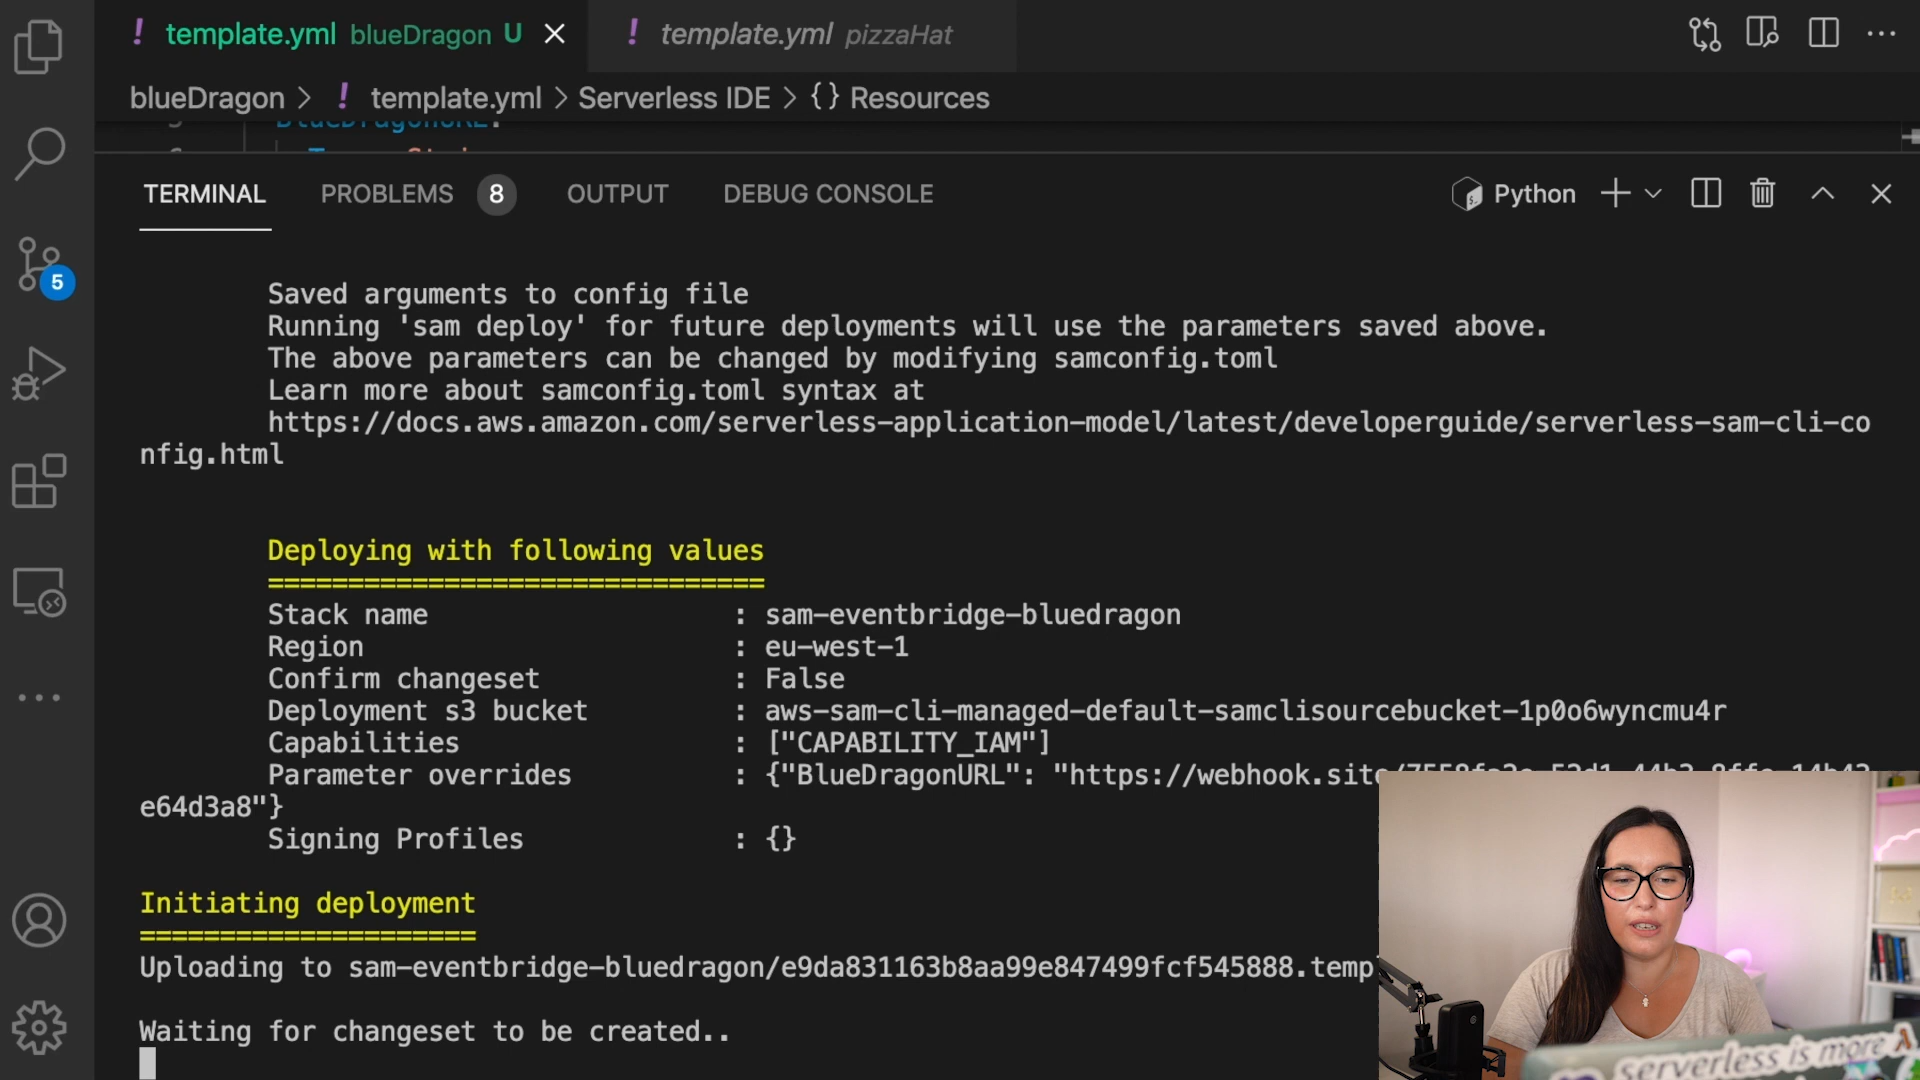 ! template.yml blueDragon U
! template.yml pizzaHat
blueDragon > ! template.yml > Serverless IDE > {} Resources
TERMINAL PROBLEMS 8 OUTPUT DEBUG CONSOLE
Python
5
Saved arguments to config file
Running 'sam deploy' for future deployments will use the parameters saved above.
The above parameters can be changed by modifying samconfig.toml
Learn more about samconfig.toml syntax at
https://docs.aws.amazon.com/serverless-application-model/latest/developerguide/serverless-sam-cli-co
nfig.html
Deploying with following values
===============================
Stack name : sam-eventbridge-bluedragon
Region : eu-west-1
Confirm changeset : False
Deployment s3 bucket : aws-sam-cli-managed-default-samclisourcebucket-1p0o6wyncmu4r
Capabilities : ["CAPABILITY_IAM"]
Parameter overrides : {"BlueDragonURL": "https://webhook.site/
e64d3a8"}
Signing Profiles : {}
Initiating deployment
=====================
Uploading to sam-eventbridge-bluedragon/e9da831163b8aa99e847499fcf545888.temp
Waiting for changeset to be created..
serverless is more